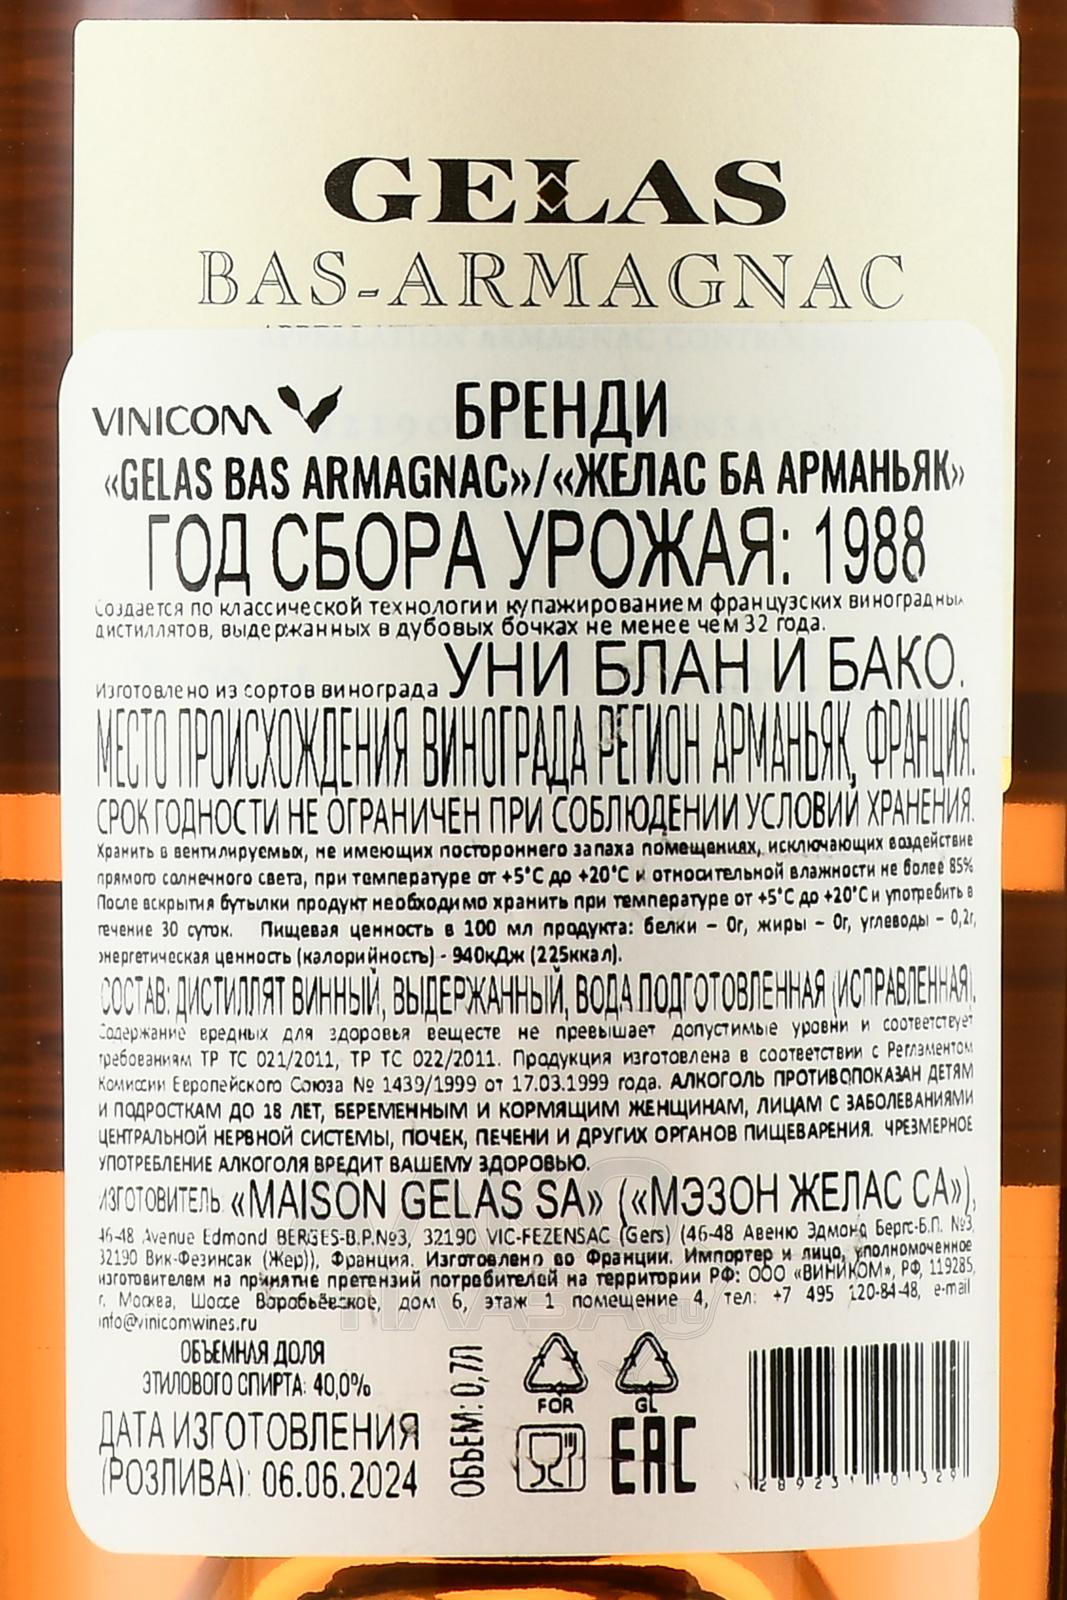 GELAS
BAS-ARMAGNAC
VINICOM
БРЕНДИ
«GELAS BAS ARMAGNAC»/«ЖЕЛАС БА АРМАНЬЯК»
ГОД СБОРА УРОЖАЯ: 1988
Создается по классической технологии купажированием французских виноградных
дистиллятов, выдержанных в дубовых бочках не менее чем 32 года.
Изготовлено из сортов винограда УНИ БЛАН И БАКО.
МЕСТО ПРОИСХОЖДЕНИЯ ВИНОГРАДА РЕГИОН АРМАНЬЯК, ФРАНЦИЯ.
СРОК ГОДНОСТИ НЕ ОГРАНИЧЕН ПРИ СОБЛЮДЕНИИ УСЛОВИЙ ХРАНЕНИЯ.
Хранить в вентилируемых, не имеющих постороннего запаха помещениях, исключающих воздействие
прямого солнечного света, при температуре от +5°С до +20°С и относительной влажности не более 85%
После вскрытия бутылки продукт необходимо хранить при температуре от +5°С до +20°С и употребить в
течение 30 суток. Пищевая ценность в 100 мл продукта: белки – 0г, жиры – 0г, углеводы – 0,2г,
энергетическая ценность (калорийность) - 940кДж (225ккал).
СОСТАВ: ДИСТИЛЛЯТ ВИННЫЙ, ВЫДЕРЖАННЫЙ, ВОДА ПОДГОТОВЛЕННАЯ (ИСПРАВЛЕННАЯ).
Содержание вредных для здоровья веществ не превышает допустимые уровни и соответствует
требованиям ТР ТС 021/2011, ТР ТС 022/2011. Продукция изготовлена в соответствии с Регламентом
Комиссии Европейского Союза № 1439/1999 от 17.03.1999 года. АЛКОГОЛЬ ПРОТИВОПОКАЗАН ДЕТЯМ
И ПОДРОСТКАМ ДО 18 ЛЕТ, БЕРЕМЕННЫМ И КОРМЯЩИМ ЖЕНЩИНАМ, ЛИЦАМ С ЗАБОЛЕВАНИЯМИ
ЦЕНТРАЛЬНОЙ НЕРВНОЙ СИСТЕМЫ, ПОЧЕК, ПЕЧЕНИ И ДРУГИХ ОРГАНОВ ПИЩЕВАРЕНИЯ. ЧРЕЗМЕРНОЕ
УПОТРЕБЛЕНИЕ АЛКОГОЛЯ ВРЕДИТ ВАШЕМУ ЗДОРОВЬЮ.
ИЗГОТОВИТЕЛЬ: «MAISON GELAS SA» («МЭЗОН ЖЕЛАС СА»),
46-48 Avenue Edmond BERGES-B.P.№3, 32190 VIC-FEZENSAC (Gers) (46-48 Авеню Эдмонд Бергс-Б.П. №3,
32190 Вик-Фезинсак (Жер)), Франция. Изготовлено во Франции. Импортер и лицо, уполномоченное
изготовителем на принятие претензий потребителей на территории РФ: ООО «ВИНИКОМ», РФ, 119285,
г. Москва, Шоссе Воробьёвское, дом 6, этаж 1 помещение 4, тел: +7 495 120-84-48, e-mail
info@vinicomwines.ru
ОБЪЕМНАЯ ДОЛЯ
ЭТИЛОВОГО СПИРТА: 40,0%
ДАТА ИЗГОТОВЛЕНИЯ
(РОЗЛИВА): 06.06.2024
ОБЪЕМ: 0,7Л
FOR
GL
EAC